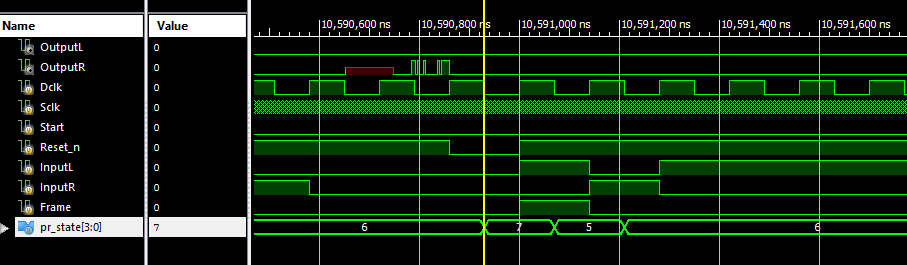 Name Value 10,590,600 ns 10,590,800 ns 10,591,000 ns 10,591,200 ns 10,591,400 ns 10,591,600 ns
OutputL 0
OutputR 0
Dclk 0
Sclk 0
Start 0
Reset_n 0
InputL 0
InputR 0
Frame 0
pr_state[3:0] 7 6 7 5 6